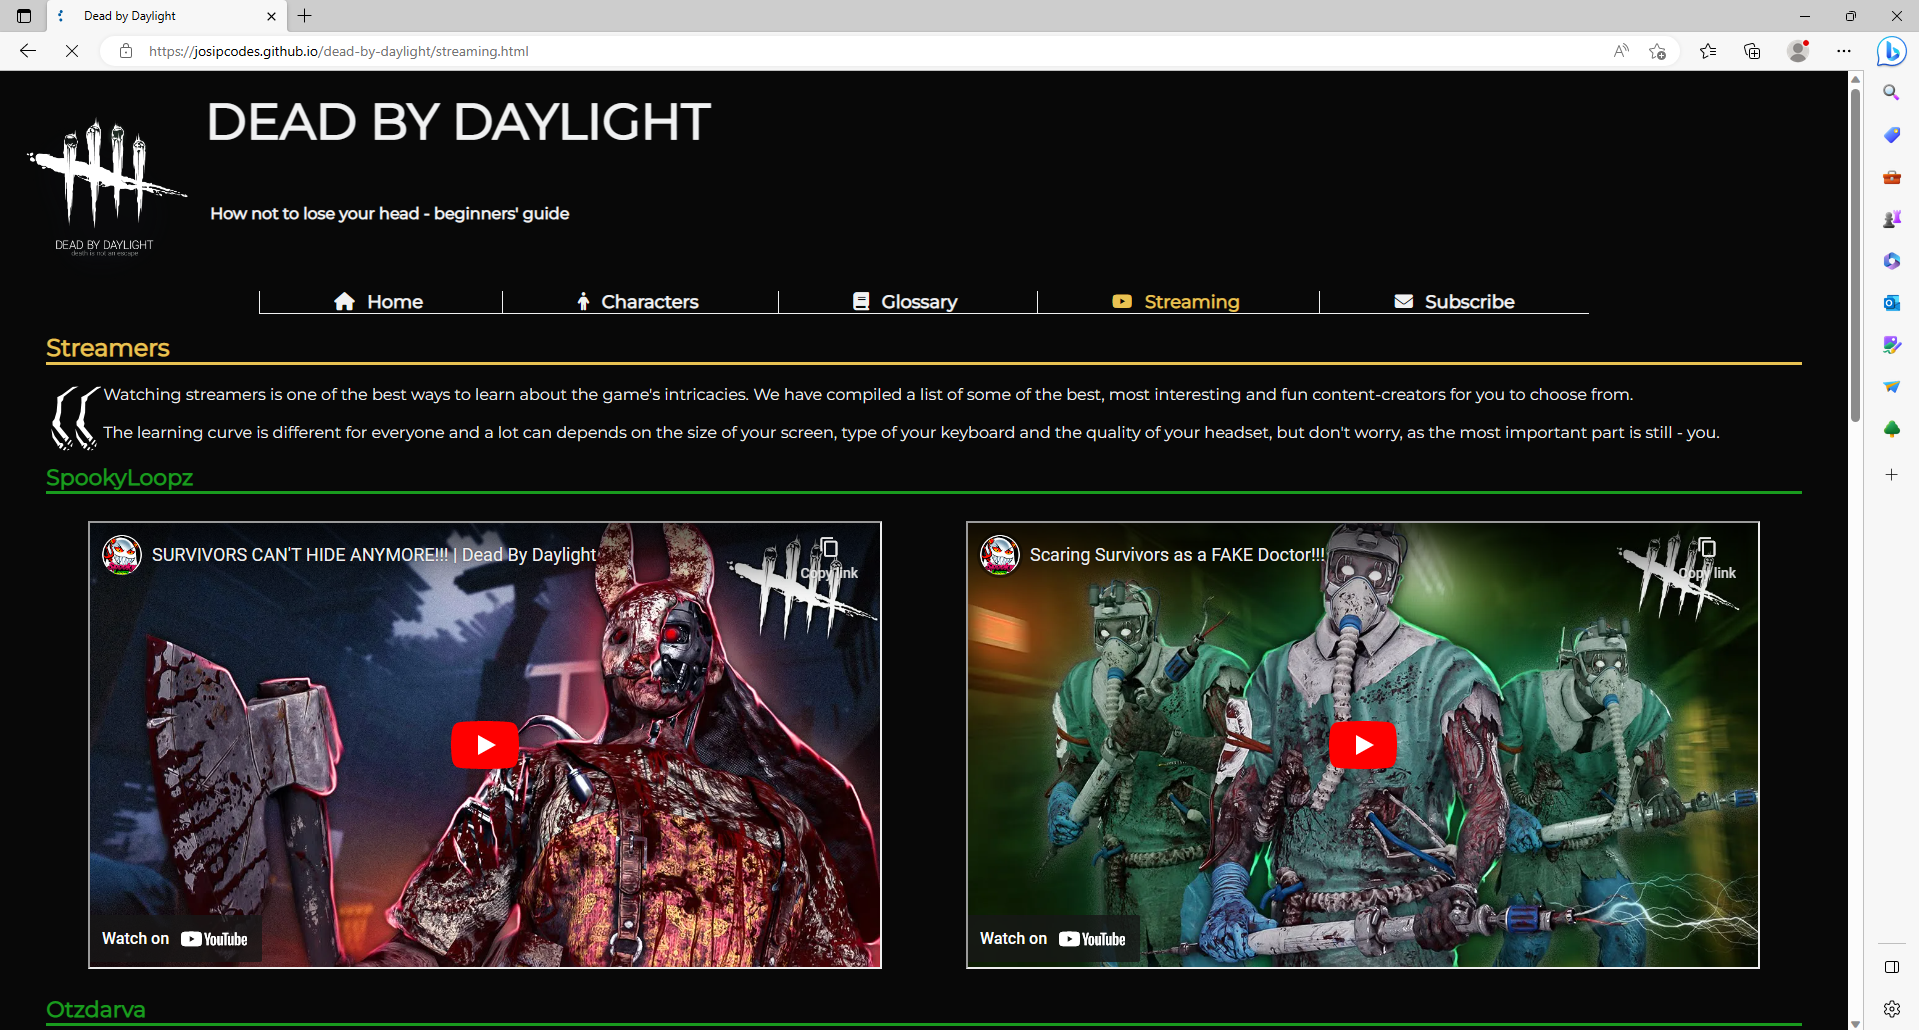 Dead by Daylight
https://josipcodes.github.io/dead-by-daylight/streaming.html
DEAD BY DAYLIGHT
How not to lose your head - beginners' guide
DEAD BY DAYLIGHT
death is not an escape
Home
Characters
Glossary
Streaming
Subscribe
Streamers
Watching streamers is one of the best ways to learn about the game's intricacies. We have compiled a list of some of the best, most interesting and fun content-creators for you to choose from.
The learning curve is different for everyone and a lot can depends on the size of your screen, type of your keyboard and the quality of your headset, but don't worry, as the most important part is still - you.
SpookyLoopz
SURVIVORS CAN'T HIDE ANYMORE!!! | Dead By Daylight
Copy link
Watch on YouTube
Scaring Survivors as a FAKE Doctor!!!
Copy link
Watch on YouTube
Otzdarva